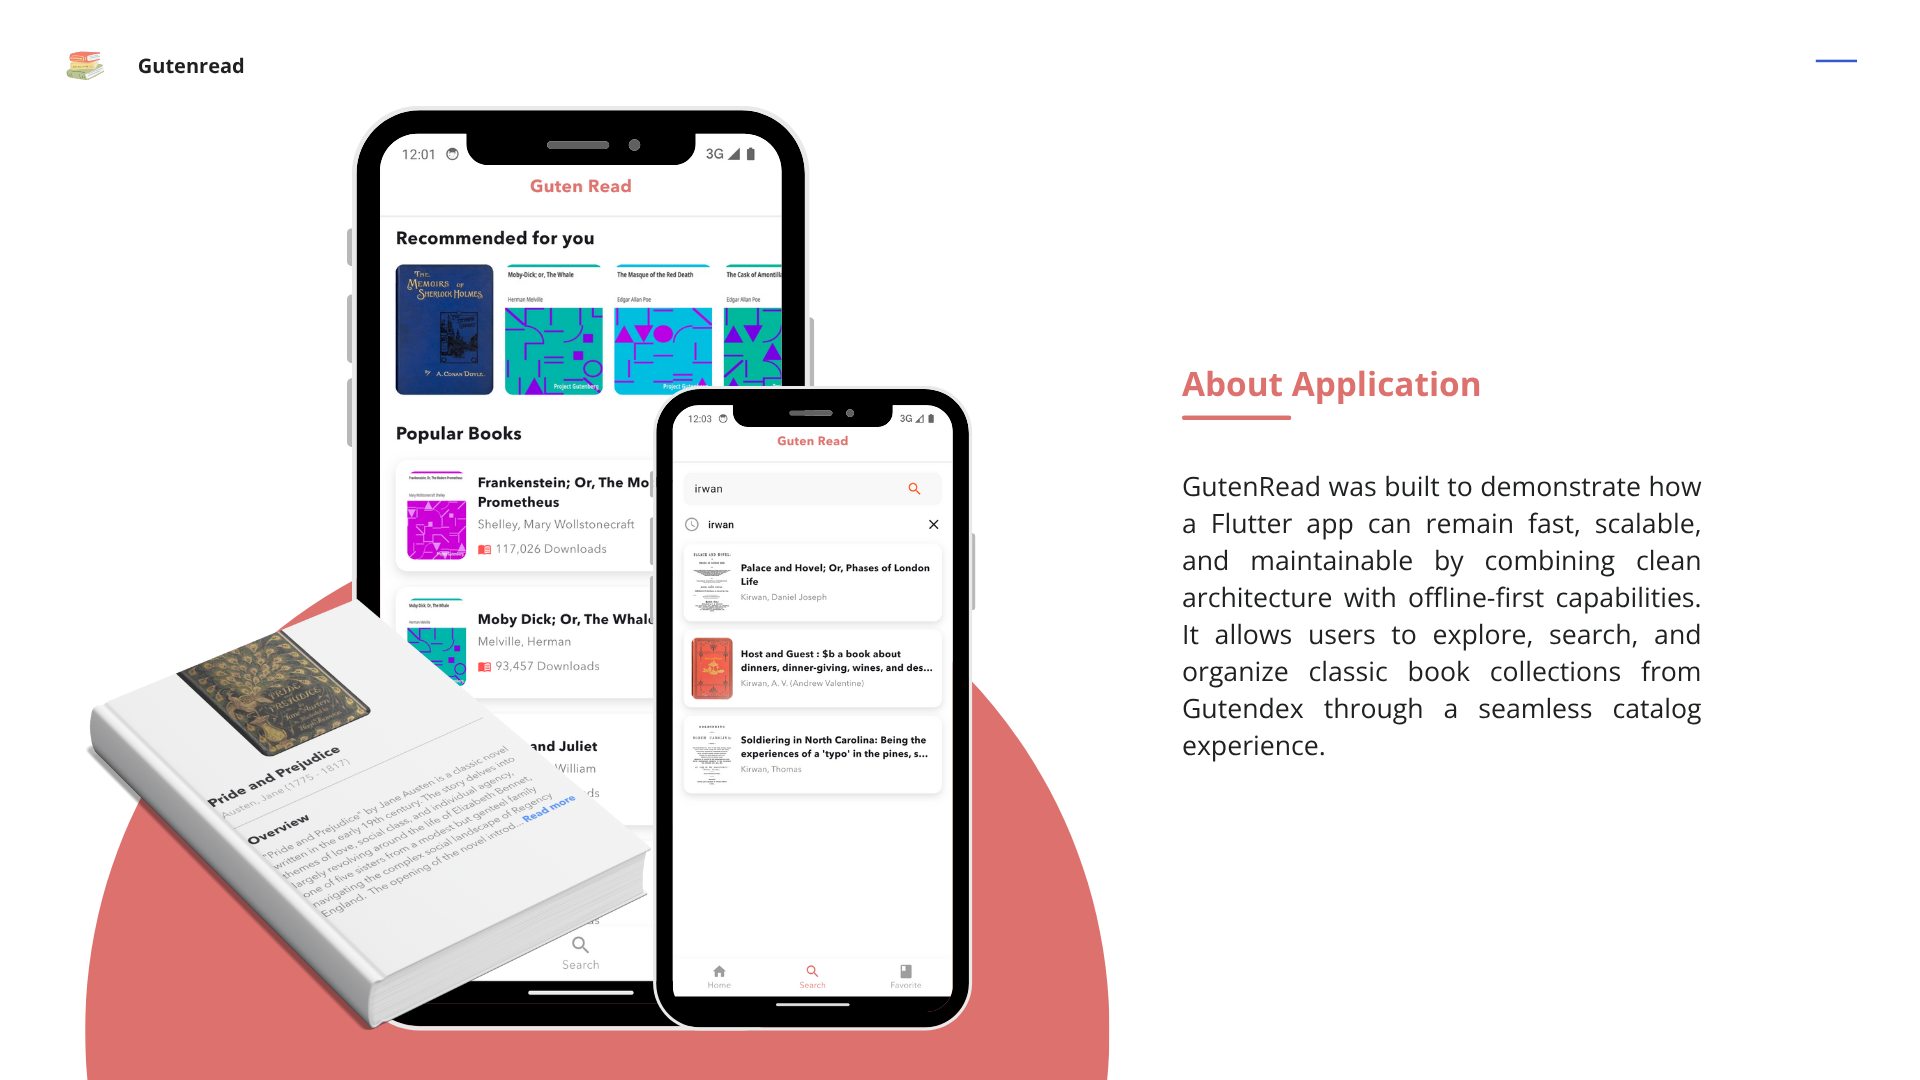 Gutenread
12:01
3G
Guten Read
Recommended for you
THE
MEMOIRS OF
SHERLOCK HOLMES
BY A. CONAN DOYLE.
Moby-Dick; or, The Whale
Herman Melville
Project Gutenberg
The Masque of the Red Death
Edgar Allan Poe
The Cask of Amontilla
Edgar Allan Poe
Popular Books
Frankenstein; Or, The Mo
Prometheus
Shelley, Mary Wollstonecraft
117,026 Downloads
Moby Dick; Or, The Whale
Melville, Herman
93,457 Downloads
and Juliet
William
ds
Search
Pride and Prejudice
Austen, Jane (1775 - 1817)
Overview
"Pride and Prejudice" by Jane Austen is a classic novel
written in the early 19th century. The story delves into
themes of love, social class, and individual agency,
largely revolving around the life of Elizabeth Bennet,
one of five sisters from a modest but genteel family
navigating the complex social landscape of Regency
England. The opening of the novel introd... Read more
12:03
3G
Guten Read
irwan
irwan
Palace and Hovel; Or, Phases of London
Life
Kirwan, Daniel Joseph
Host and Guest : $b a book about
dinners, dinner-giving, wines, and des...
Kirwan, A. V. (Andrew Valentine)
Soldiering in North Carolina: Being the
experiences of a 'typo' in the pines, s...
Kirwan, Thomas
Home
Search
Favorite
About Application
GutenRead was built to demonstrate how
a Flutter app can remain fast, scalable,
and maintainable by combining clean
architecture with offline-first capabilities.
It allows users to explore, search, and
organize classic book collections from
Gutendex through a seamless catalog
experience.